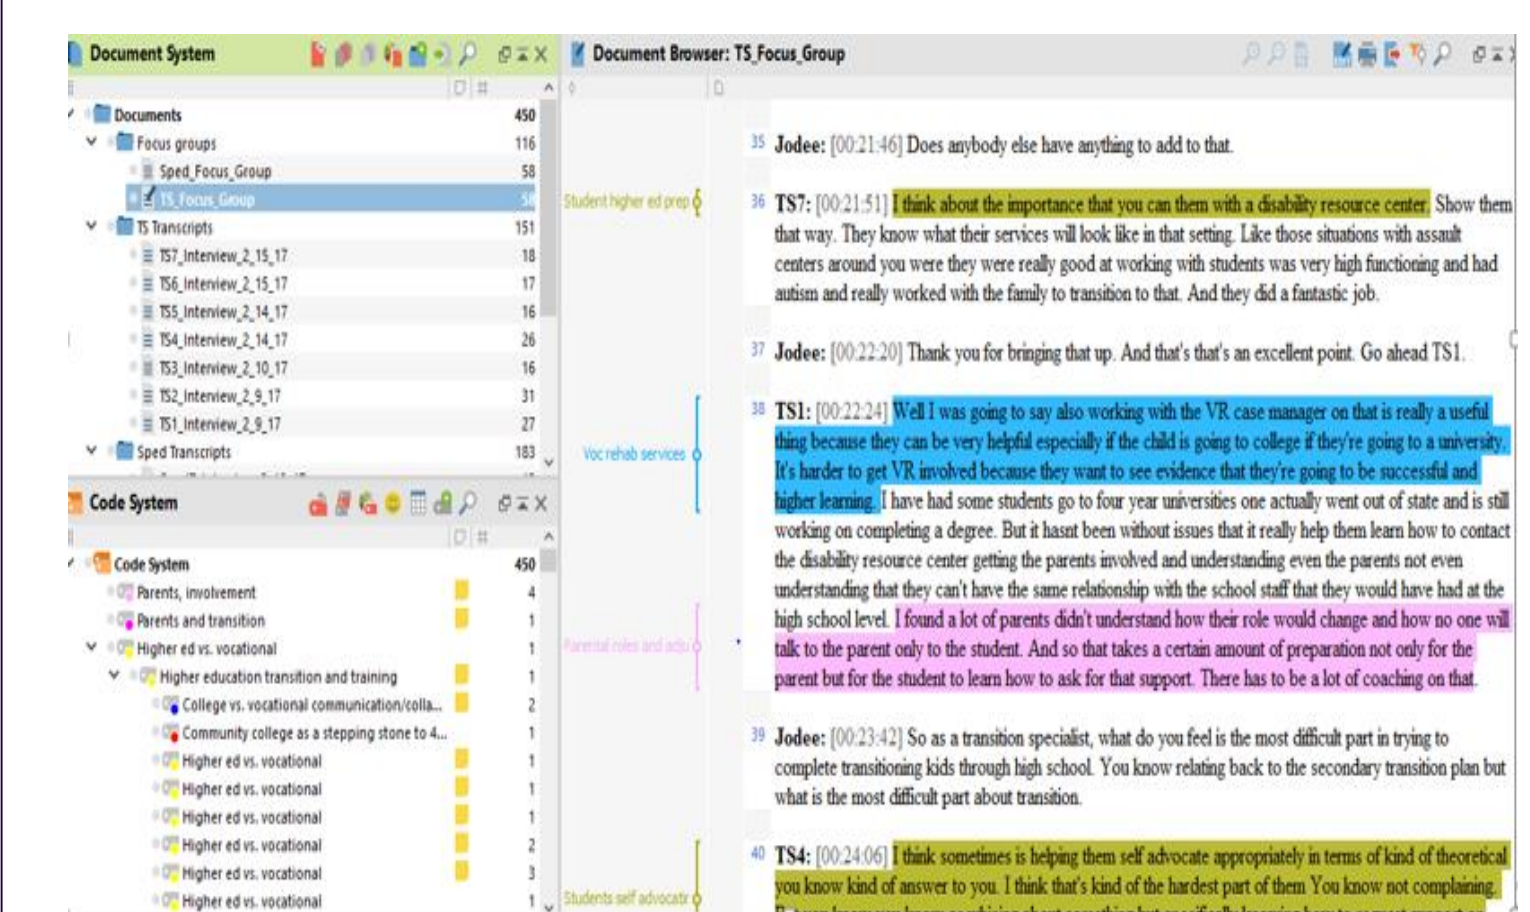 Document System
Documents 450
Focus groups 116
Sped_Focus_Group 58
TS_Focus_Group 58
TS Transcripts 151
TS7_Interview_2_15_17 18
TS6_Interview_2_15_17 17
TS5_Interview_2_14_17 16
TS4_Interview_2_14_17 26
TS3_Interview_2_10_17 16
TS2_Interview_2_9_17 31
TS1_Interview_2_9_17 27
Sped Transcripts 183
Code System
Code System 450
Parents, involvement 4
Parents and transition 1
Higher ed vs. vocational 1
Higher education transition and training 1
College vs. vocational communication/colla... 2
Community college as a stepping stone to 4... 1
Higher ed vs. vocational 1
Higher ed vs. vocational 1
Higher ed vs. vocational 1
Higher ed vs. vocational 2
Higher ed vs. vocational 3
Higher ed vs. vocational 1
Document Browser: TS_Focus_Group
35 Jodee: [00:21:46] Does anybody else have anything to add to that.
Student higher ed prep
36 TS7: [00:21:51] I think about the importance that you can them with a disability resource center. Show them
that way. They know what their services will look like in that setting. Like those situations with assault
centers around you were they were really good at working with students was very high functioning and had
autism and really worked with the family to transition to that. And they did a fantastic job.
37 Jodee: [00:22:20] Thank you for bringing that up. And that's that's an excellent point. Go ahead TS1.
Voc rehab services
38 TS1: [00:22:24] Well I was going to say also working with the VR case manager on that is really a useful
thing because they can be very helpful especially if the child is going to college if they're going to a university.
It's harder to get VR involved because they want to see evidence that they're going to be successful and
higher learning. I have had some students go to four year universities one actually went out of state and is still
working on completing a degree. But it hasnt been without issues that it really help them learn how to contact
the disability resource center getting the parents involved and understanding even the parents not even
understanding that they can't have the same relationship with the school staff that they would have had at the
high school level. I found a lot of parents didn't understand how their role would change and how no one will
Parental roles and adju
talk to the parent only to the student. And so that takes a certain amount of preparation not only for the
parent but for the student to learn how to ask for that support. There has to be a lot of coaching on that.
39 Jodee: [00:23:42] So as a transition specialist, what do you feel is the most difficult part in trying to
complete transitioning kids through high school. You know relating back to the secondary transition plan but
what is the most difficult part about transition.
40 TS4: [00:24:06] I think sometimes is helping them self advocate appropriately in terms of kind of theoretical
you know kind of answer to you. I think that's kind of the hardest part of them You know not complaining.
Students self advocatir